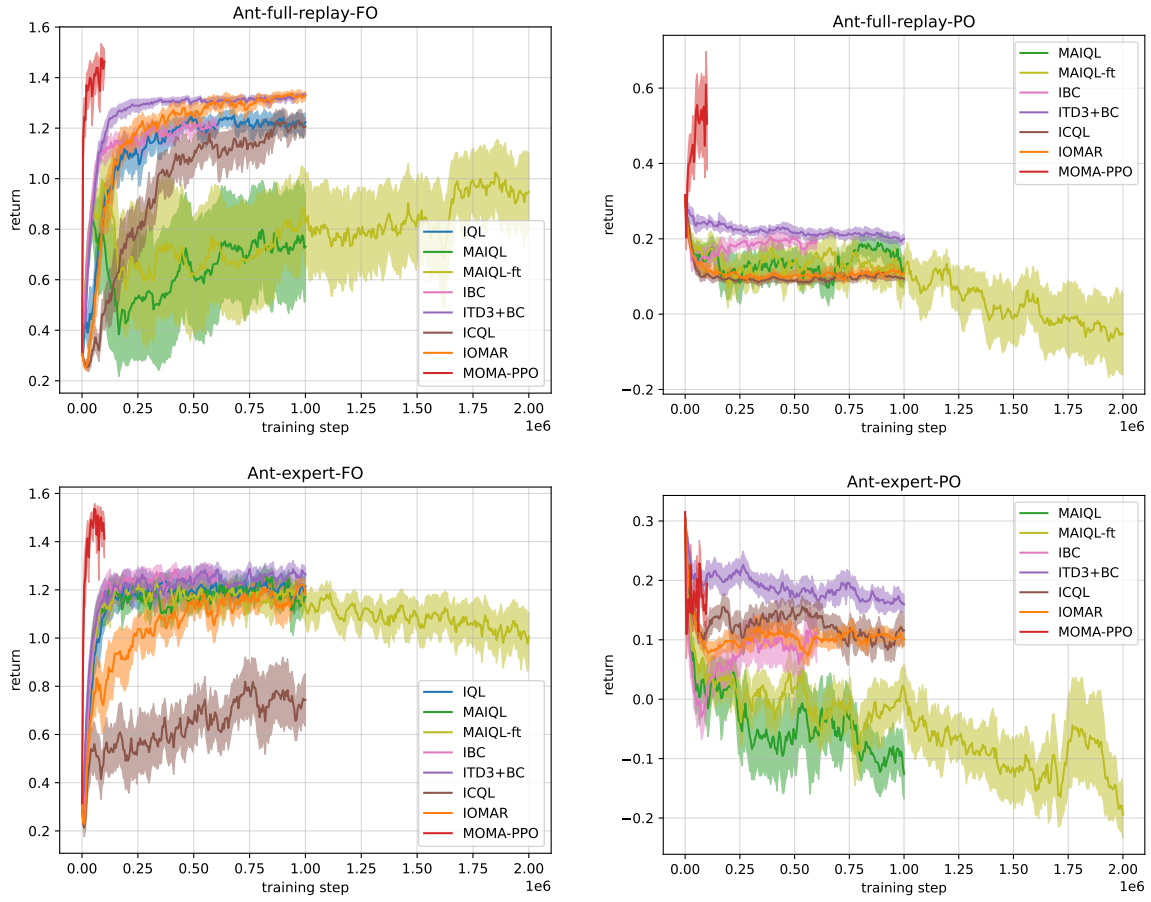 Ant-full-replay-FO
1.6
1.4
1.2
1.0
0.8
0.6
0.4
0.2
return
IQL
MAIQL
MAIQL-ft
IBC
ITD3+BC
ICQL
IOMAR
MOMA-PPO
0.00 0.25 0.50 0.75 1.00 1.25 1.50 1.75 2.00
training step
1e6
Ant-full-replay-PO
0.6
0.4
0.2
0.0
−0.2
return
MAIQL
MAIQL-ft
IBC
ITD3+BC
ICQL
IOMAR
MOMA-PPO
0.00 0.25 0.50 0.75 1.00 1.25 1.50 1.75 2.00
training step
1e6
Ant-expert-FO
1.6
1.4
1.2
1.0
0.8
0.6
0.4
0.2
return
IQL
MAIQL
MAIQL-ft
IBC
ITD3+BC
ICQL
IOMAR
MOMA-PPO
0.00 0.25 0.50 0.75 1.00 1.25 1.50 1.75 2.00
training step
1e6
Ant-expert-PO
0.3
0.2
0.1
0.0
−0.1
−0.2
return
MAIQL
MAIQL-ft
IBC
ITD3+BC
ICQL
IOMAR
MOMA-PPO
0.00 0.25 0.50 0.75 1.00 1.25 1.50 1.75 2.00
training step
1e6